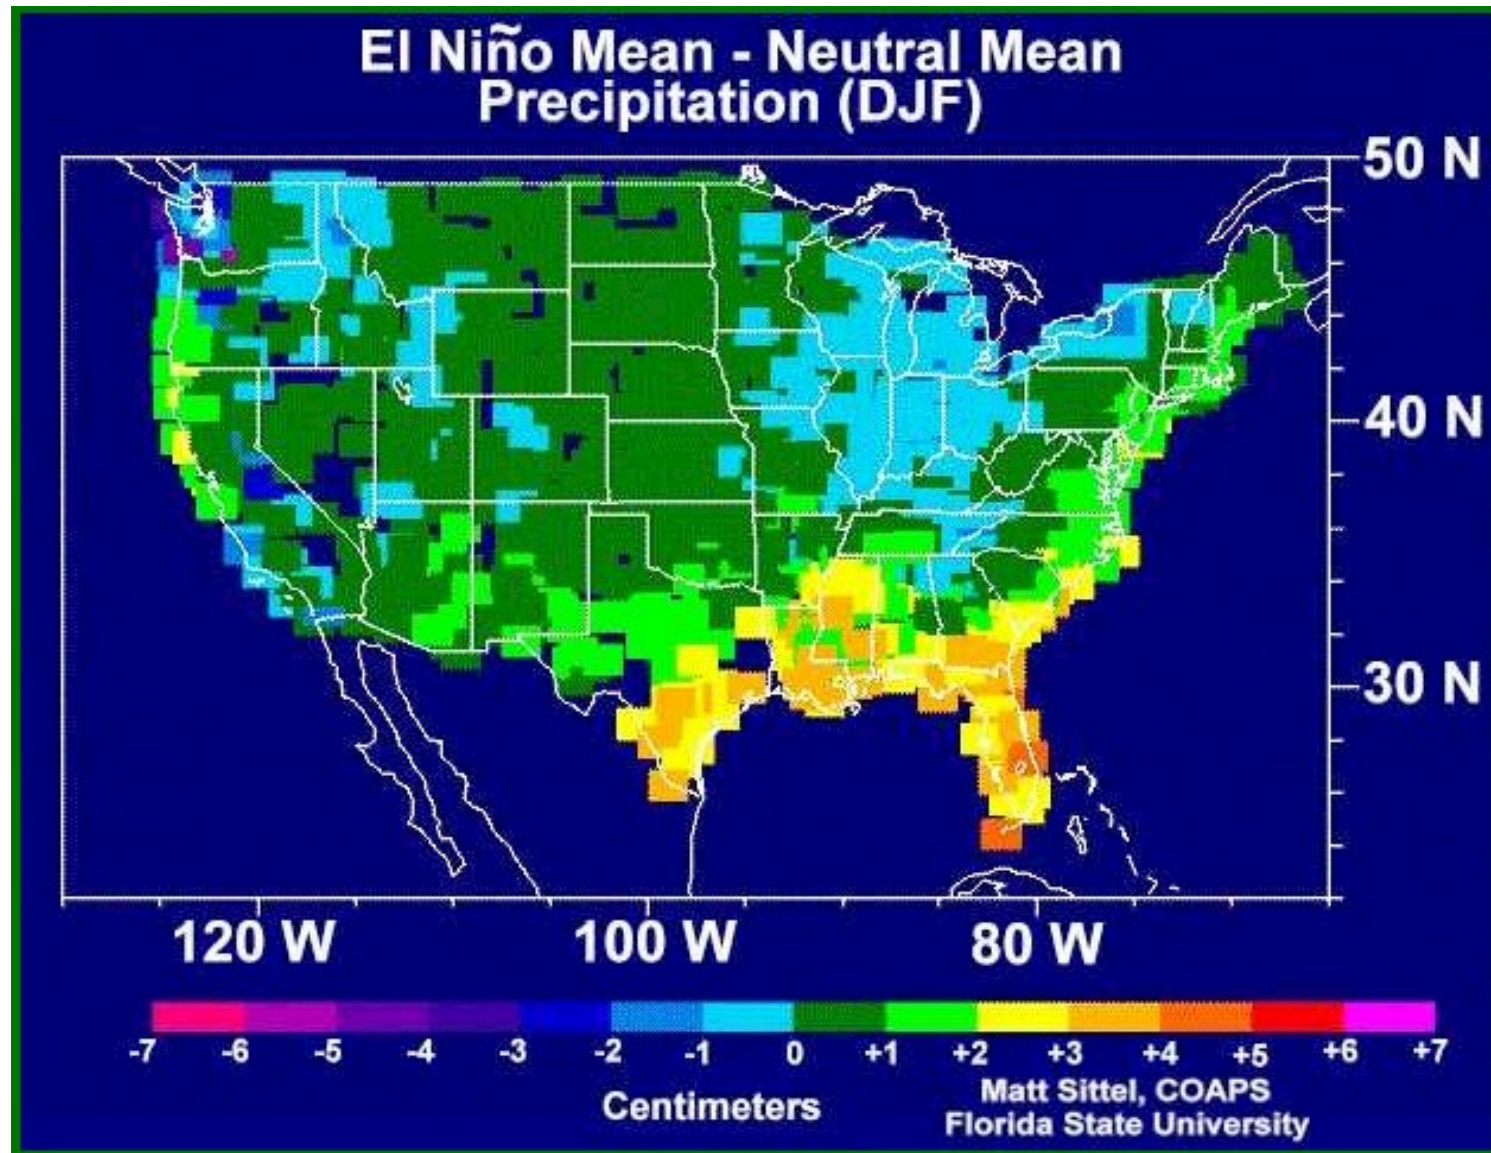 El Niño Mean - Neutral Mean
Precipitation (DJF)
50 N
40 N
30 N
120 W 100 W 80 W
-7 -6 -5 -4 -3 -2 -1 0 +1 +2 +3 +4 +5 +6 +7
Centimeters
Matt Sittel, COAPS
Florida State University